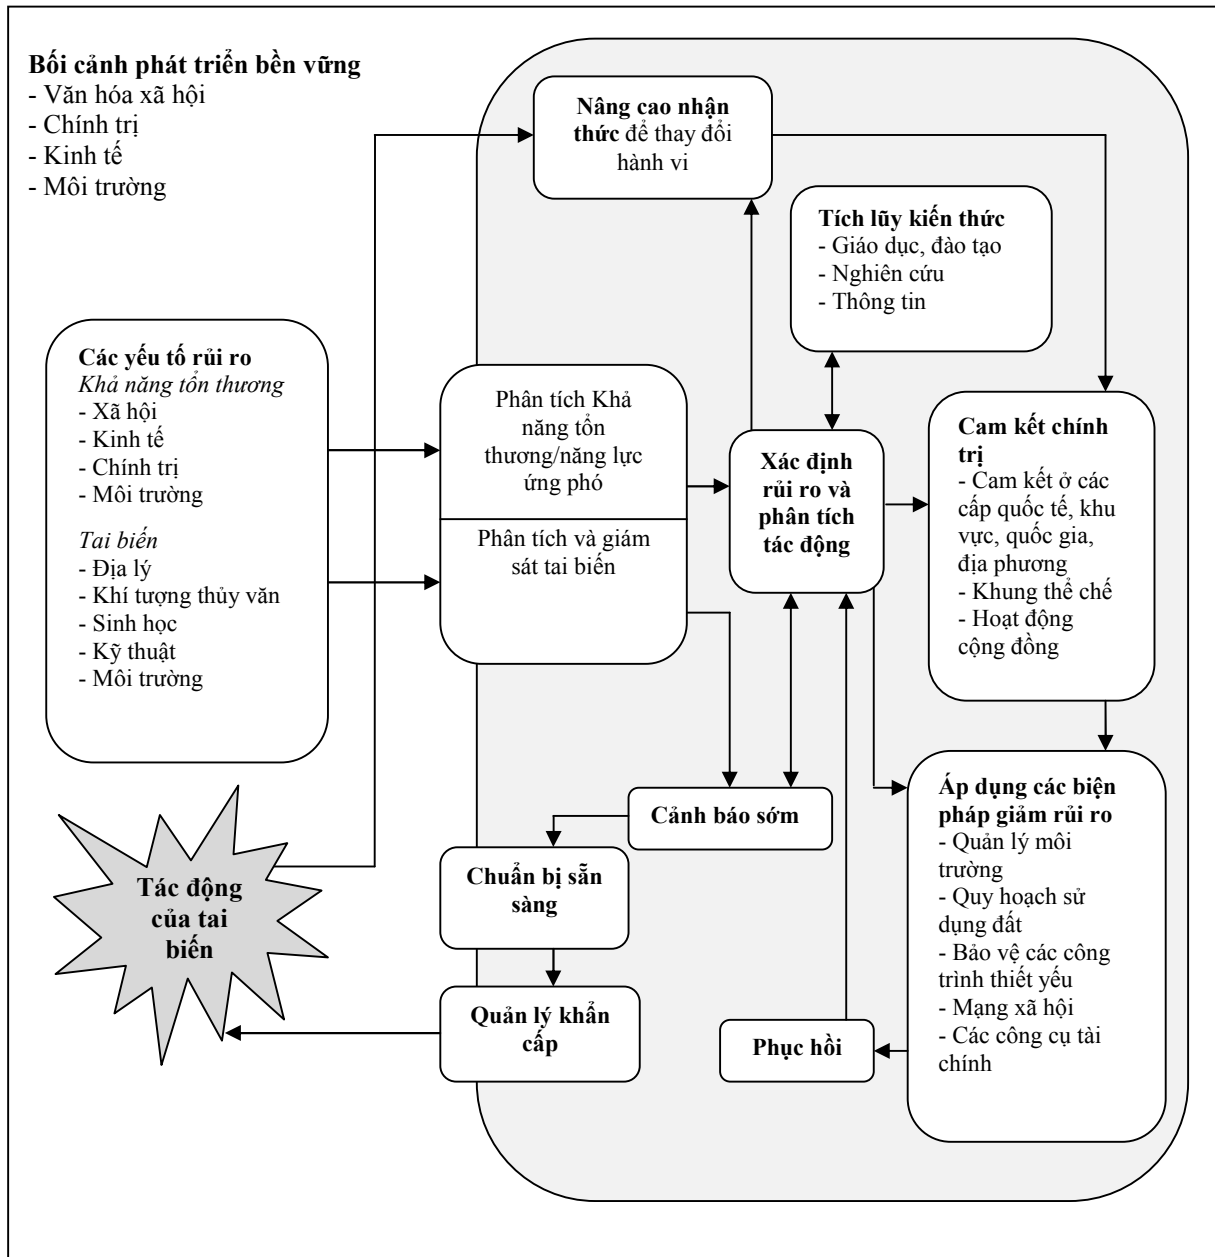 Bối cảnh phát triển bền vững
- Văn hóa xã hội
- Chính trị
- Kinh tế
- Môi trường
Nâng cao nhận
thức để thay đổi
hành vi
Tích lũy kiến thức
- Giáo dục, đào tạo
- Nghiên cứu
- Thông tin
Các yếu tố rủi ro
Khả năng tổn thương
- Xã hội
- Kinh tế
- Chính trị
- Môi trường
Tai biến
- Địa lý
- Khí tượng thủy văn
- Sinh học
- Kỹ thuật
- Môi trường
Phân tích Khả
năng tổn
thương/năng lực
ứng phó
Phân tích và giám
sát tai biến
Xác định
rủi ro và
phân tích
tác động
Cam kết chính
trị
- Cam kết ở các
cấp quốc tế, khu
vực, quốc gia,
địa phương
- Khung thể chế
- Hoạt động
cộng đồng
Cảnh báo sớm
Chuẩn bị sẵn
sàng
Quản lý khẩn
cấp
Tác động
của tai
biến
Áp dụng các biện
pháp giảm rủi ro
- Quản lý môi
trường
- Quy hoạch sử
dụng đất
- Bảo vệ các công
trình thiết yếu
- Mạng xã hội
- Các công cụ tài
chính
Phục hồi